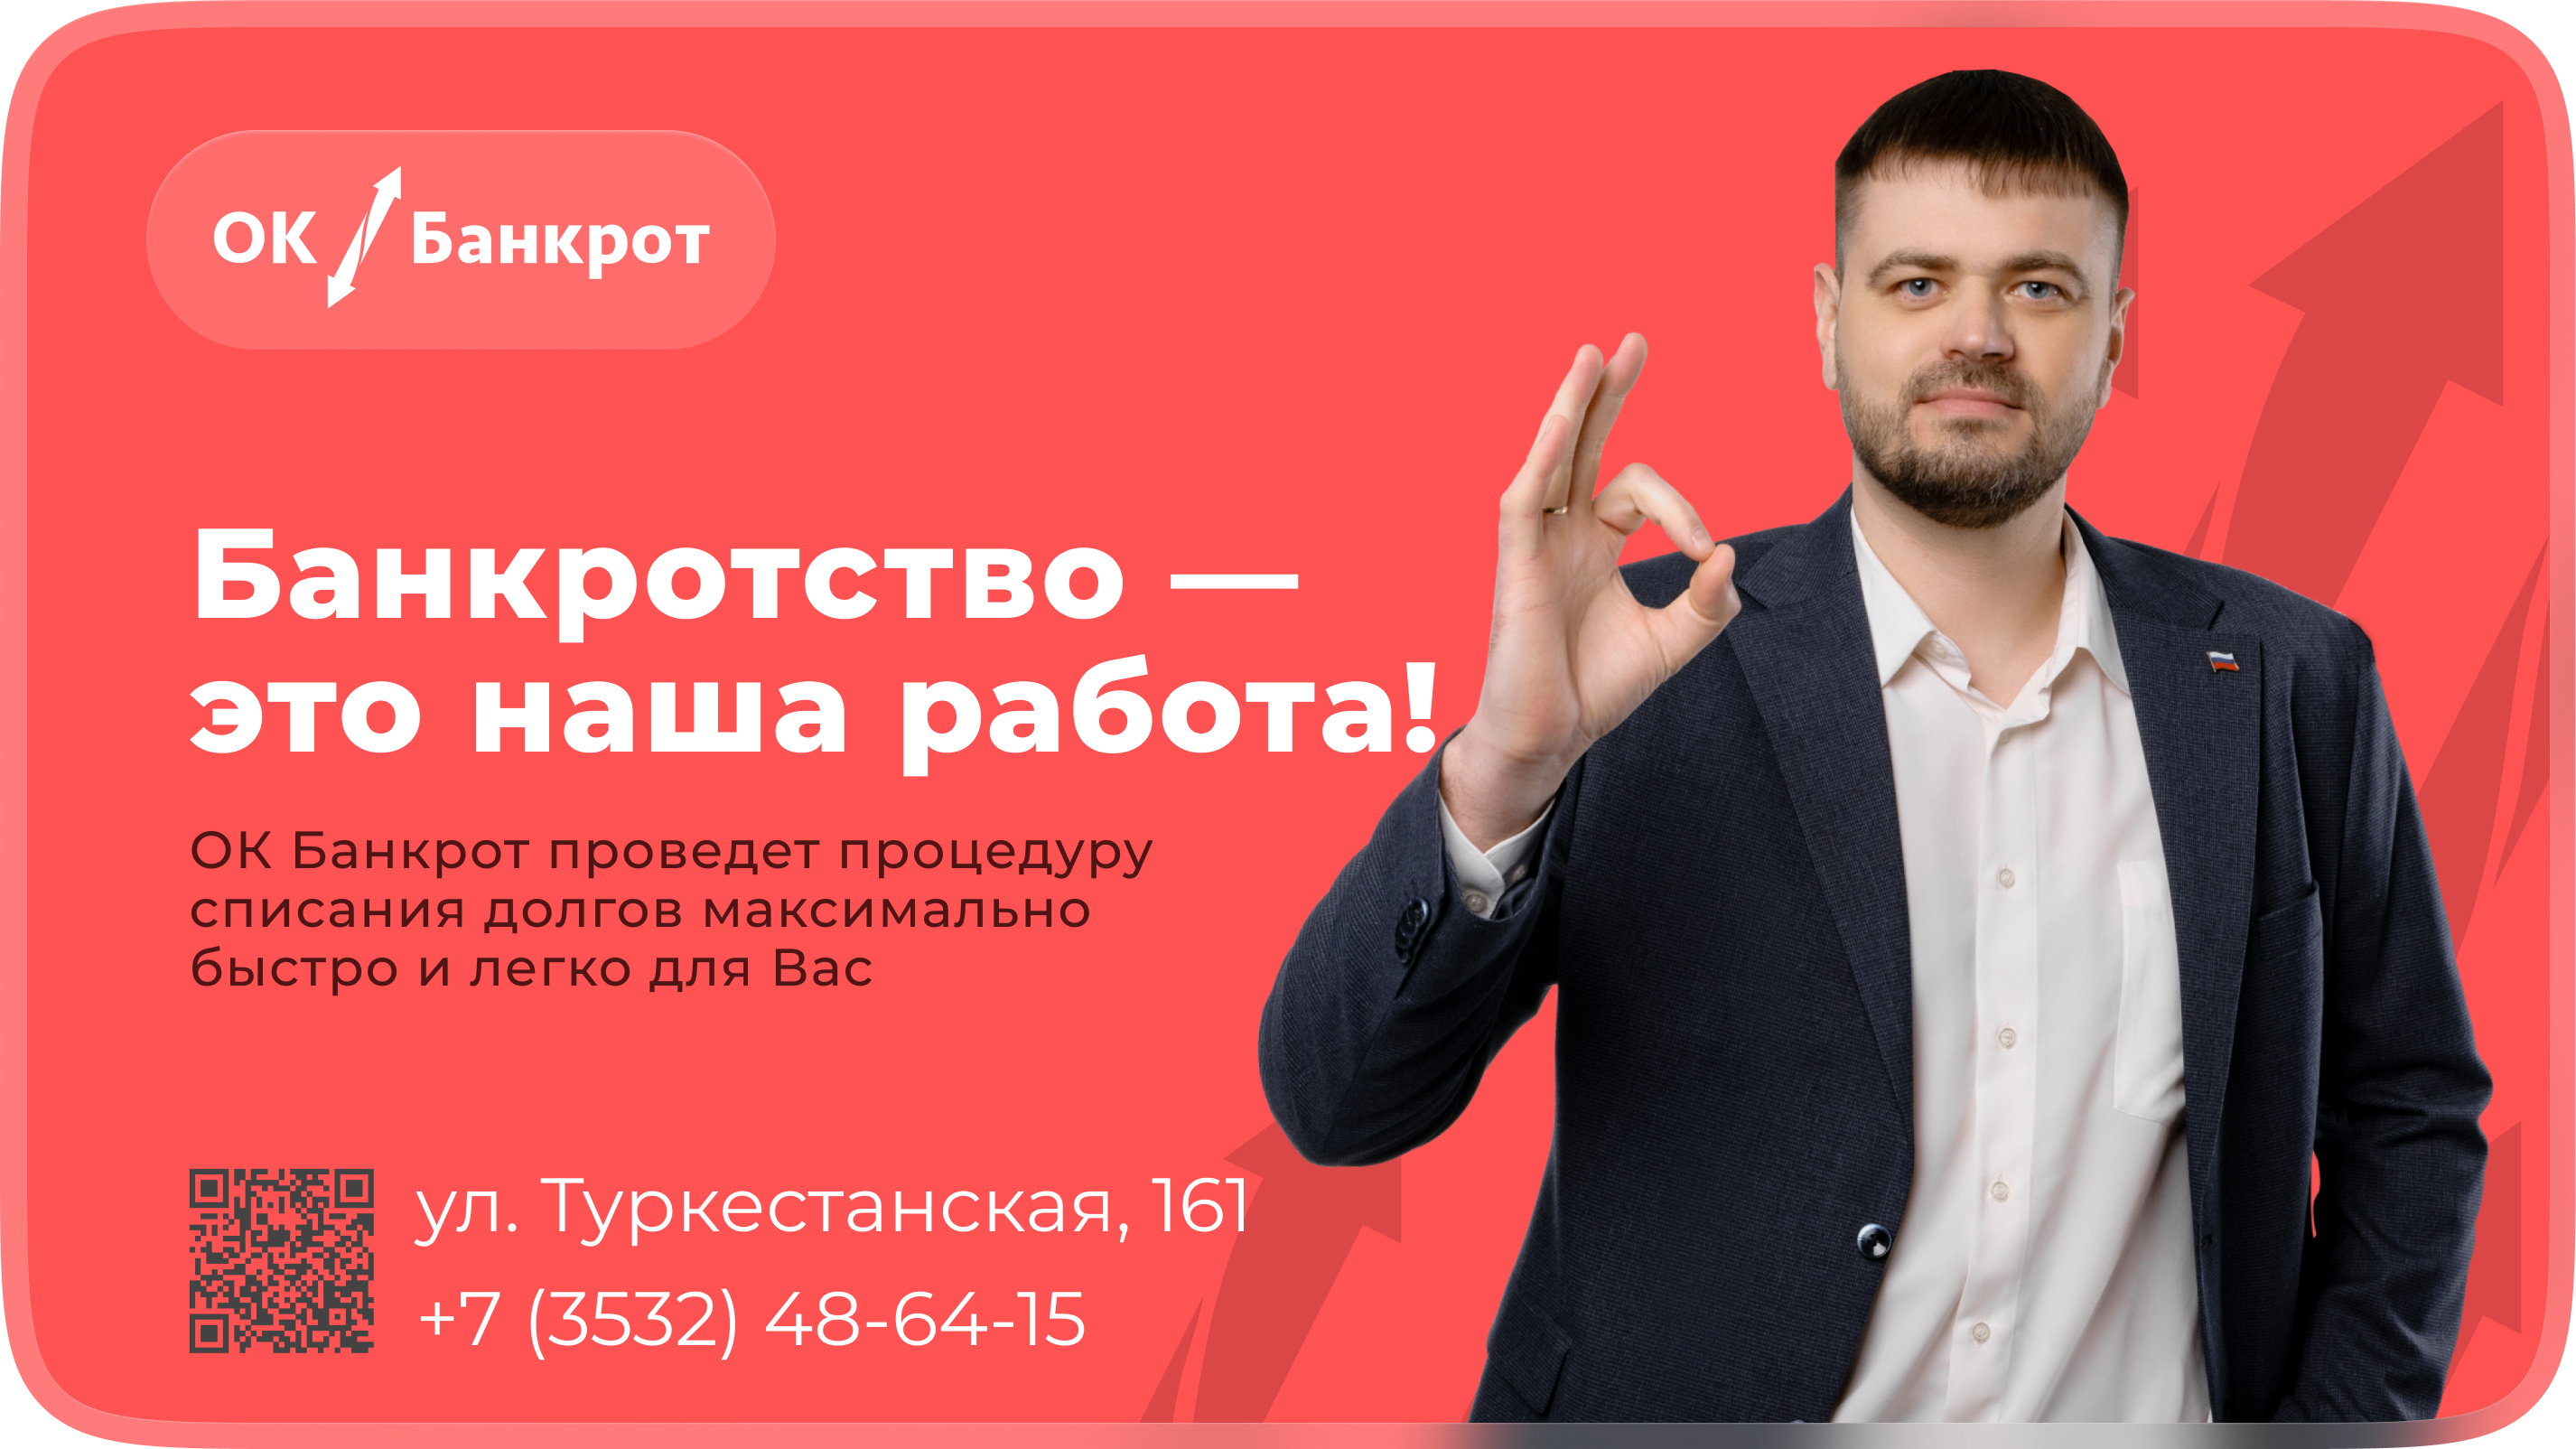 ОК Банкрот
Банкротство —
это наша работа!
ОК Банкрот проведет процедуру
списания долгов максимально
быстро и легко для Вас
ул. Туркестанская, 161
+7 (3532) 48-64-15